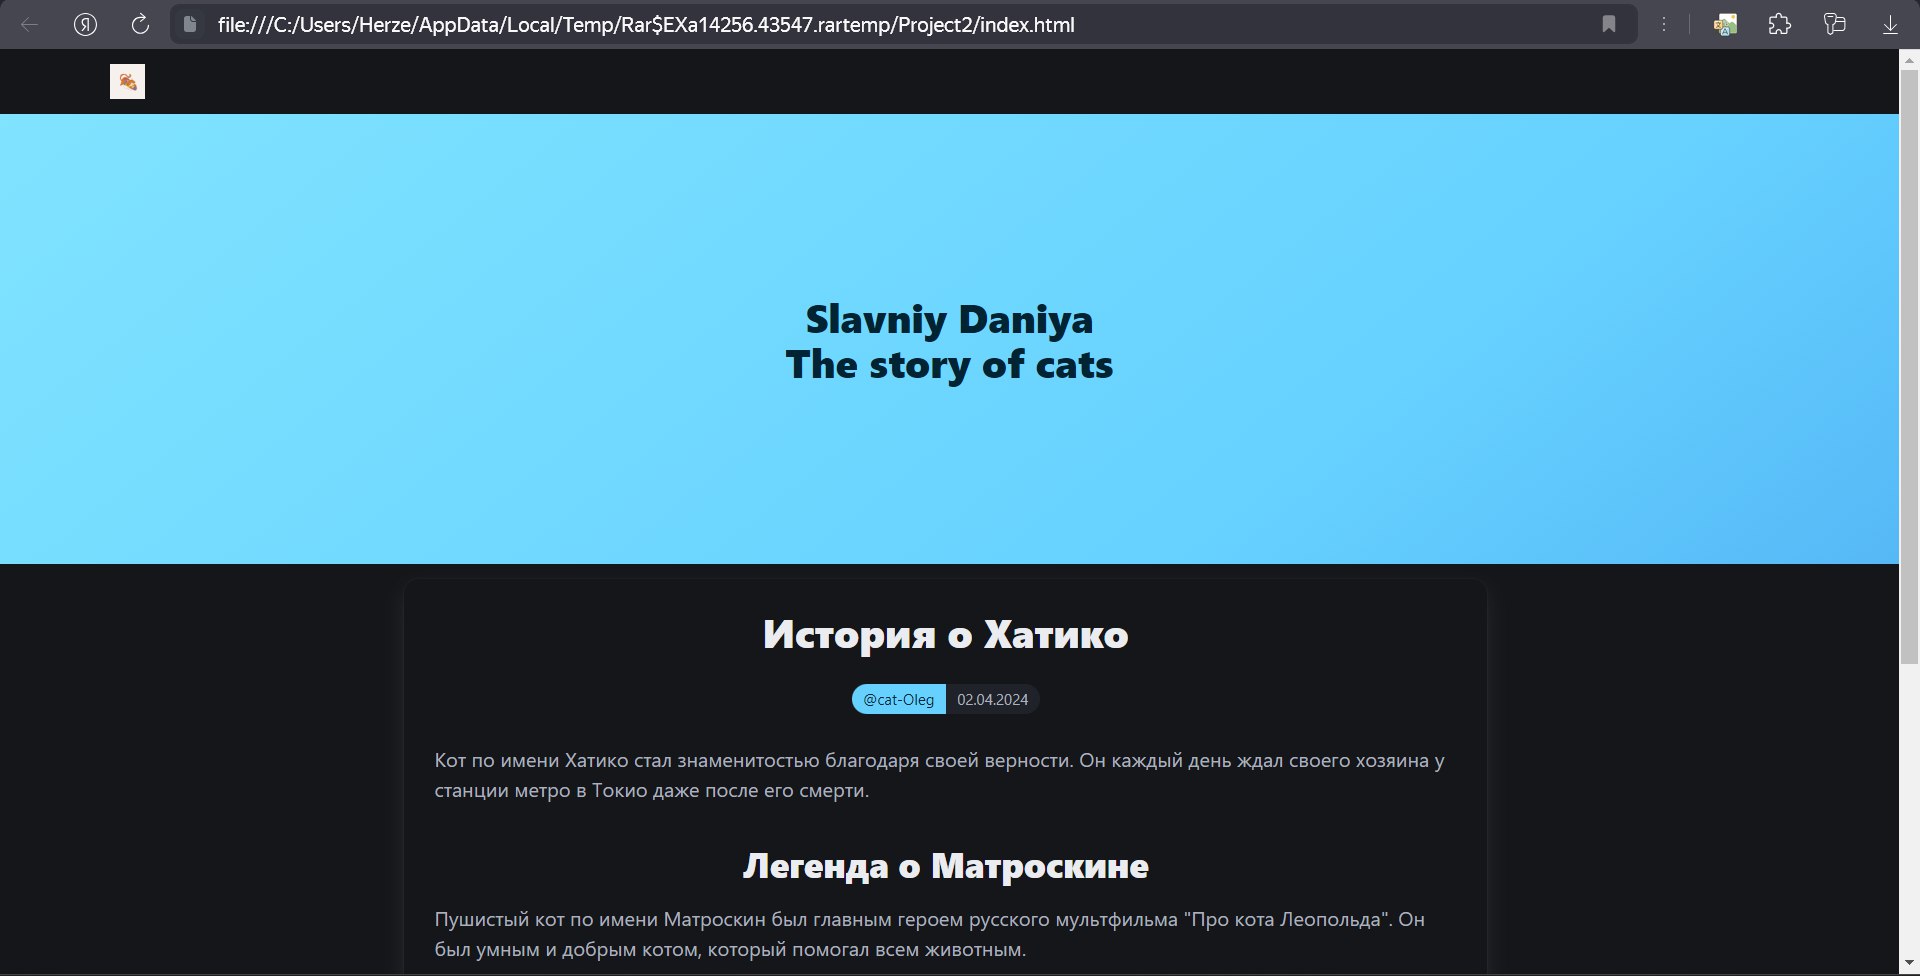 file:///C:/Users/Herze/AppData/Local/Temp/Rar$EXa14256.43547.rartemp/Project2/index.html
Slavniy Daniya
The story of cats
История о Хатико
@cat-Oleg 02.04.2024
Кот по имени Хатико стал знаменитостью благодаря своей верности. Он каждый день ждал своего хозяина у
станции метро в Токио даже после его смерти.
Легенда о Матроскине
Пушистый кот по имени Матроскин был главным героем русского мультфильма "Про кота Леопольда". Он
был умным и добрым котом, который помогал всем животным.